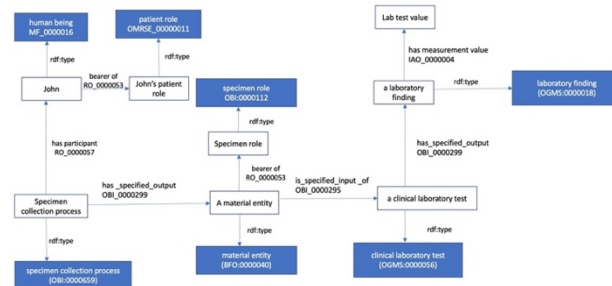 human being
MF_0000016
patient role
OMRSE_00000011
Lab test value
rdf:type
rdf:type
has measurement value
IAO_0000004
John
bearer of
RO_0000053
John's patient
role
specimen role
OBI:0000112
a laboratory
finding
rdf:type
laboratory finding
(OGMS:0000018)
rdf:type
has participant
RO_0000057
Specimen role
has_specified_output
OBI_0000299
bearer of
RO_0000053
Specimen
collection process
has _specified_output
OBI_0000299
A material entity
is_specified_input _of
OBI_0000295
a clinical laboratory test
rdf:type
rdf:type
rdf:type
specimen collection process
(OBI:0000659)
material entity
(BFO:0000040)
clinical laboratory test
(OGMS:0000056)